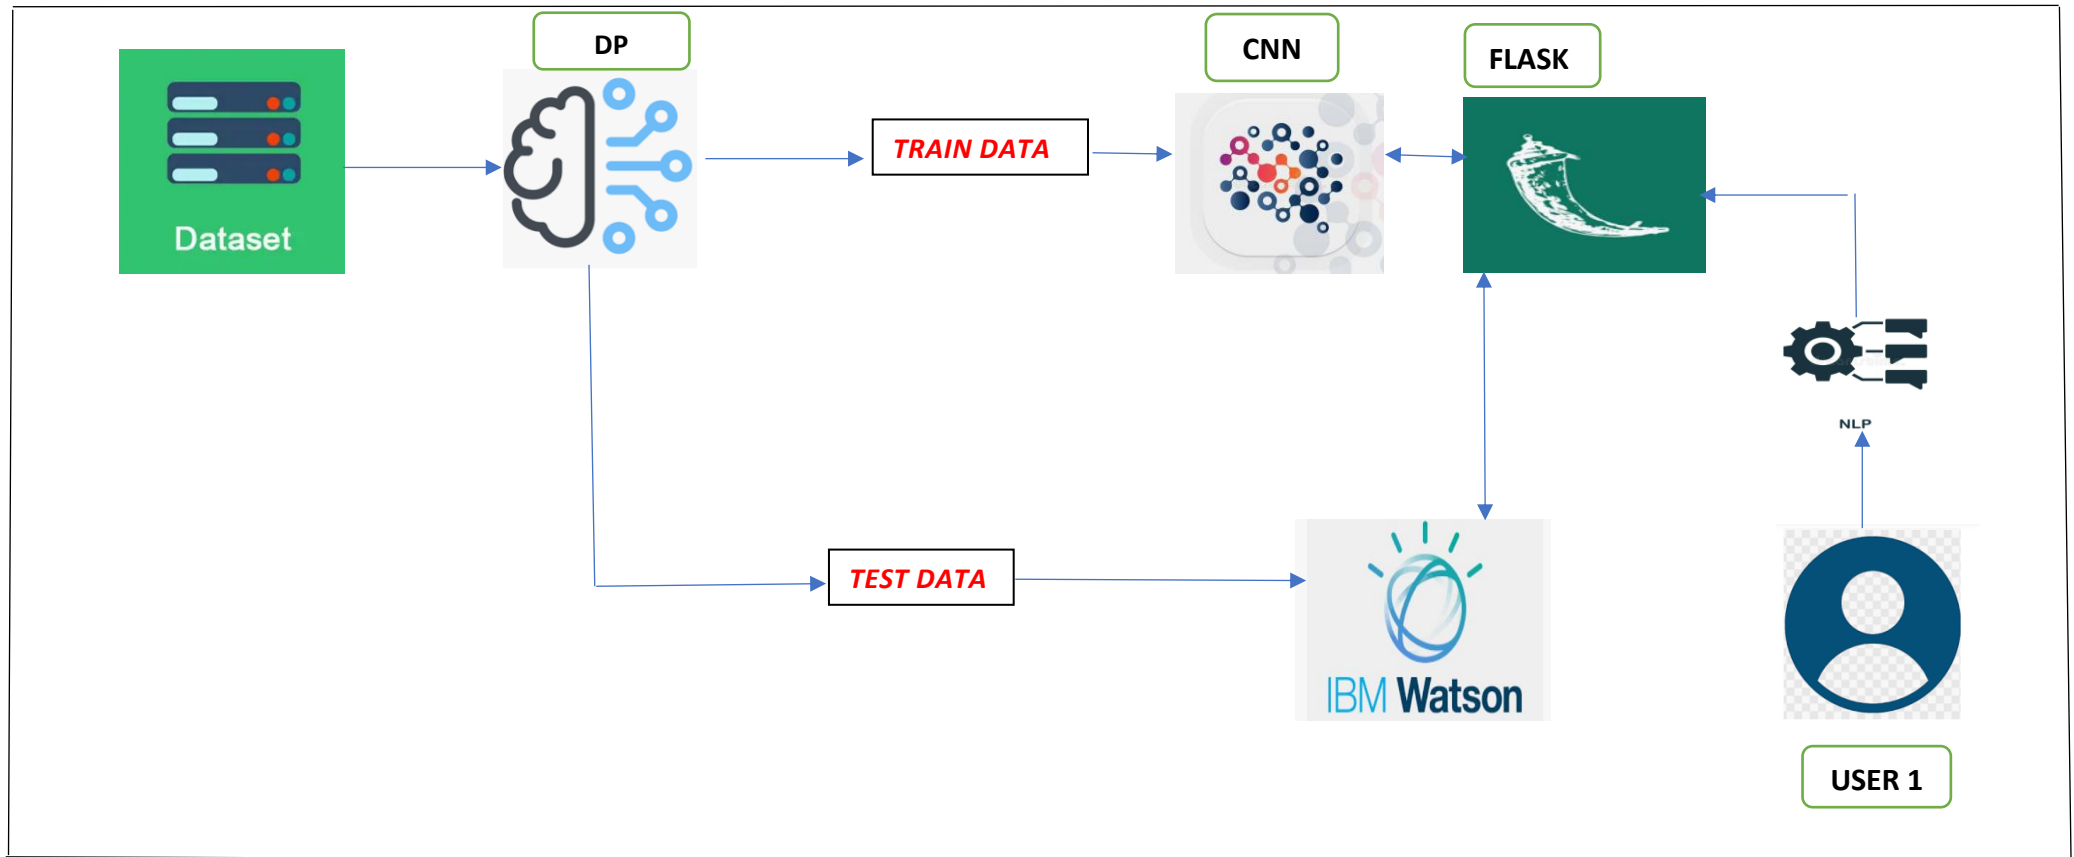 DP
CNN
FLASK
TRAIN DATA
Dataset
NLP
TEST DATA
IBM Watson
USER 1